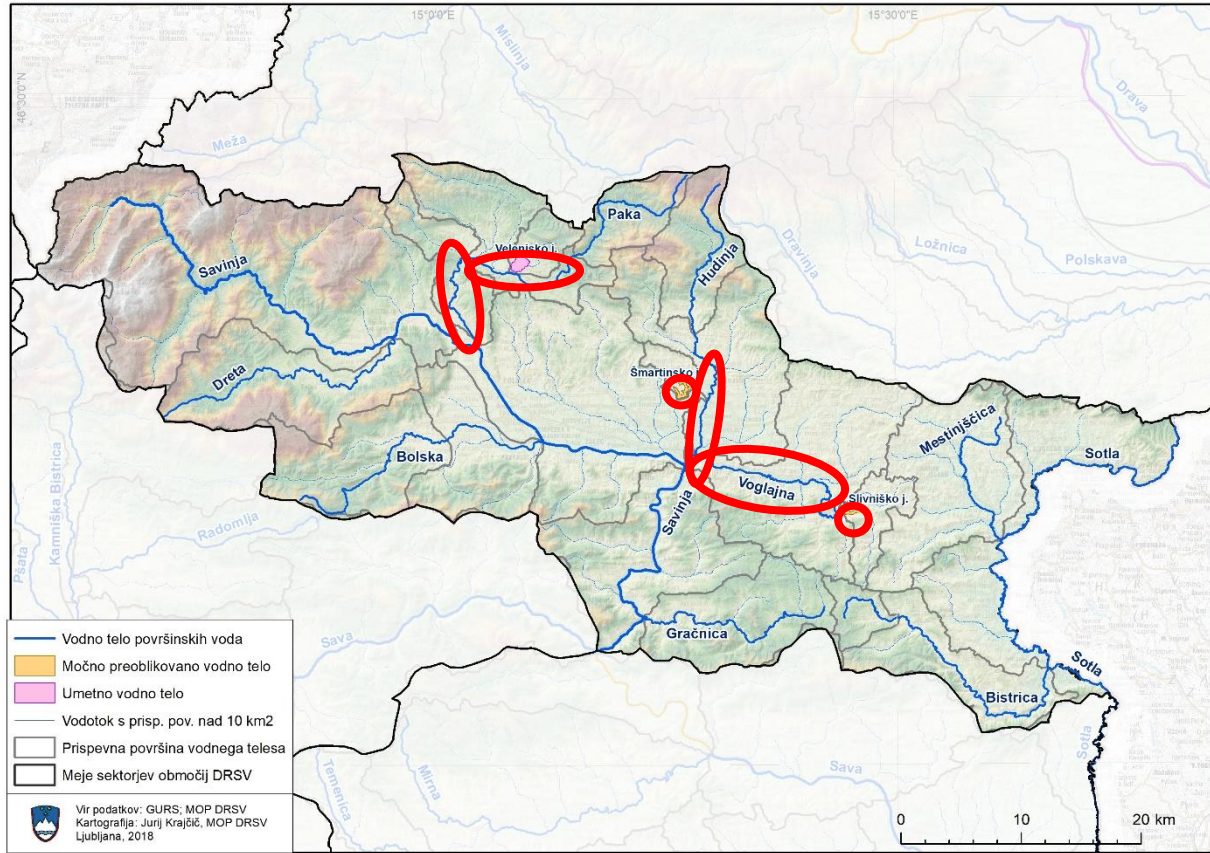 15°0'0"E
15°30'0"E
46°30'0"N
Mislinja
Drava
Meža
Paka
Velenjsko j.
Hudinja
Dravinja
Ložnica
Polskava
Savinja
Dreta
Šmartinsko j.
Mestinjščica
Sotla
Bolska
Voglajna
Slivniško j.
Savinja
Kamniška Bistrica
Pšata
Radomlja
Sava
Gračnica
Sotla
Bistrica
Sotla
Sava
Mirna
Temenica
Vodno telo površinskih voda
Močno preoblikovano vodno telo
Umetno vodno telo
Vodotok s prisp. pov. nad 10 km2
Prispevna površina vodnega telesa
Meje sektorjev območij DRSV
Vir podatkov: GURS; MOP DRSV
Kartografija: Jurij Krajčič, MOP DRSV
Ljubljana, 2018
0 10 20 km